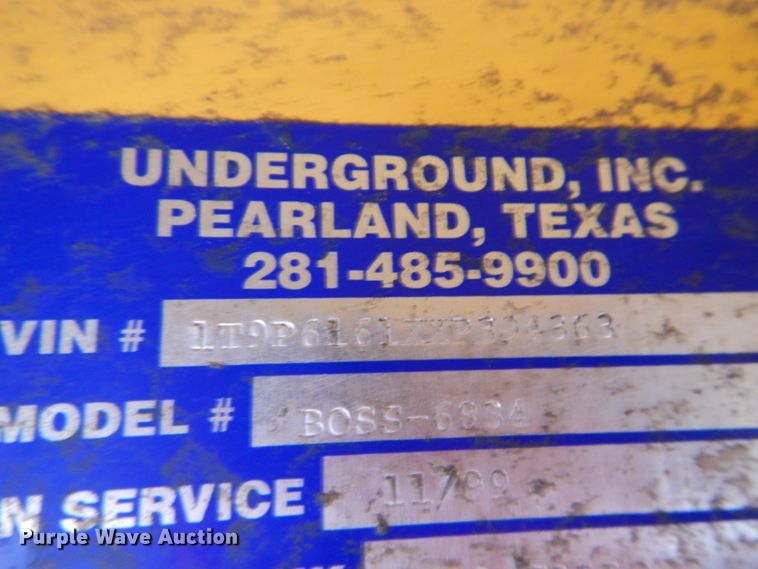 UNDERGROUND, INC.
PEARLAND, TEXAS
281-485-9900
VIN #
MODEL # BOSS-6834
N SERVICE 11/99
Purple Wave Auction